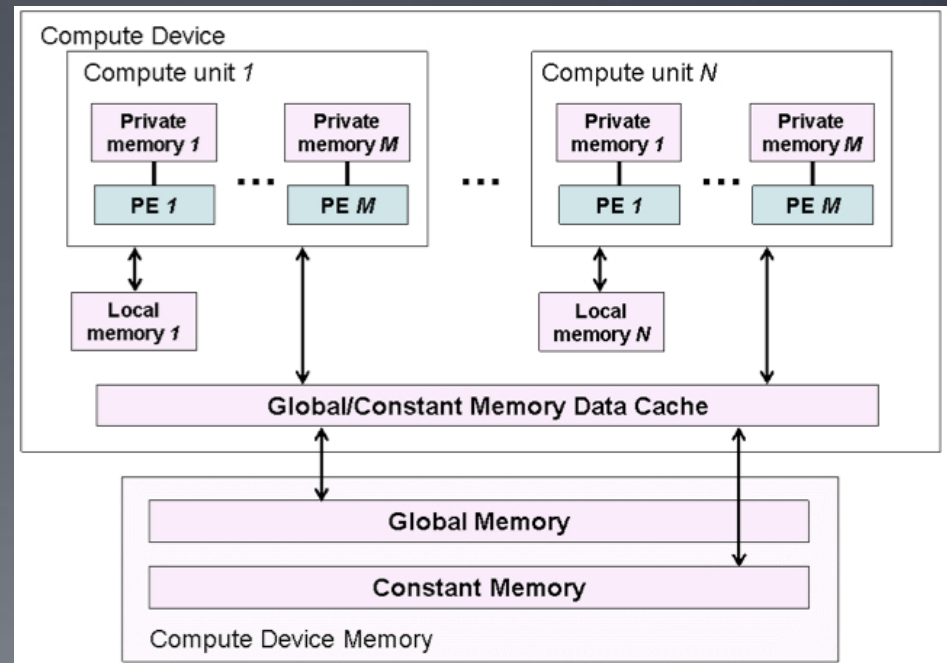 Compute Device
Compute unit 1
Compute unit N
Private
memory 1
Private
memory M
Private
memory 1
Private
memory M
...
...
...
PE 1
PE M
PE 1
PE M
Local
memory 1
Local
memory N
Global/Constant Memory Data Cache
Global Memory
Constant Memory
Compute Device Memory